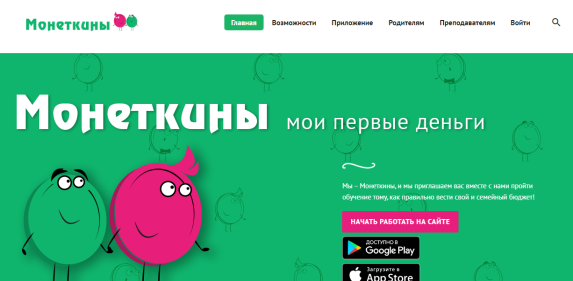 Монеткины
Главная
Возможности
Приложение
Родителям
Преподавателям
Войти
Монеткины
мои первые деньги
Мы – Монеткины, и мы приглашаем вас вместе с нами пройти
обучение тому, как правильно вести свой и семейный бюджет!
НАЧАТЬ РАБОТАТЬ НА САЙТЕ
ДОСТУПНО В
Google Play
Загрузите в
App Store